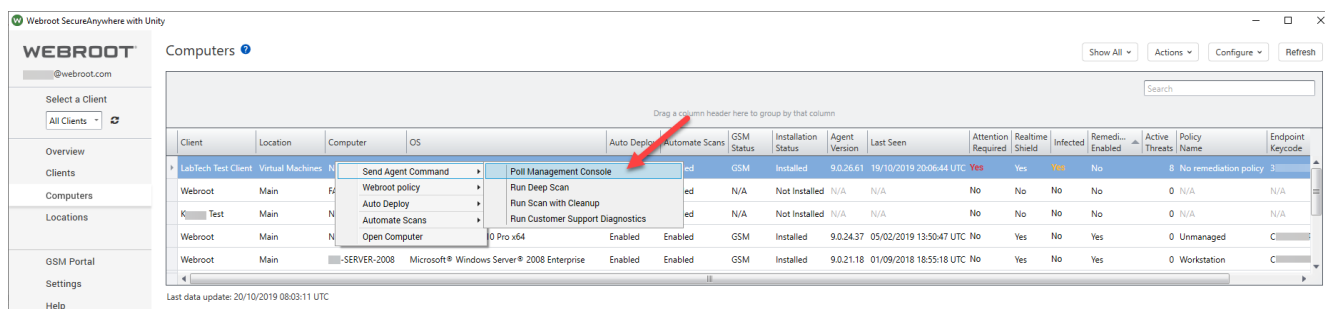 Webroot SecureAnywhere with Unity
WEBROOT
@webroot.com
Select a Client
All Clients
Overview
Clients
Computers
Locations
GSM Portal
Settings
Help
Computers ?
Show All Actions Configure Refresh
Search
Drag a column header here to group by that column
Client Location Computer OS Auto Deploy Automate Scans GSM Status Installation Status Agent Version Last Seen Attention Required Realtime Shield Infected Remedi... Enabled Active Threats Policy Name Endpoint Keycode
LabTech Test Client Virtual Machines N ed GSM Installed 9.0.26.61 19/10/2019 20:06:44 UTC Yes Yes Yes No 8 No remediation policy 3
Webroot Main FA ed N/A Not Installed N/A N/A No No No No 0 N/A N/A
K Test Main N ed N/A Not Installed N/A N/A No No No No 0 N/A N/A
Webroot Main N 10 Pro x64 Enabled Enabled GSM Installed 9.0.24.37 05/02/2019 13:50:47 UTC No Yes No Yes 0 Unmanaged C
Webroot Main -SERVER-2008 Microsoft® Windows Server® 2008 Enterprise Enabled Enabled GSM Installed 9.0.21.18 01/09/2018 18:55:18 UTC No Yes No Yes 0 Workstation C
Send Agent Command
Webroot policy
Auto Deploy
Automate Scans
Open Computer
Poll Management Console
Run Deep Scan
Run Scan with Cleanup
Run Customer Support Diagnostics
Last data update: 20/10/2019 08:03:11 UTC